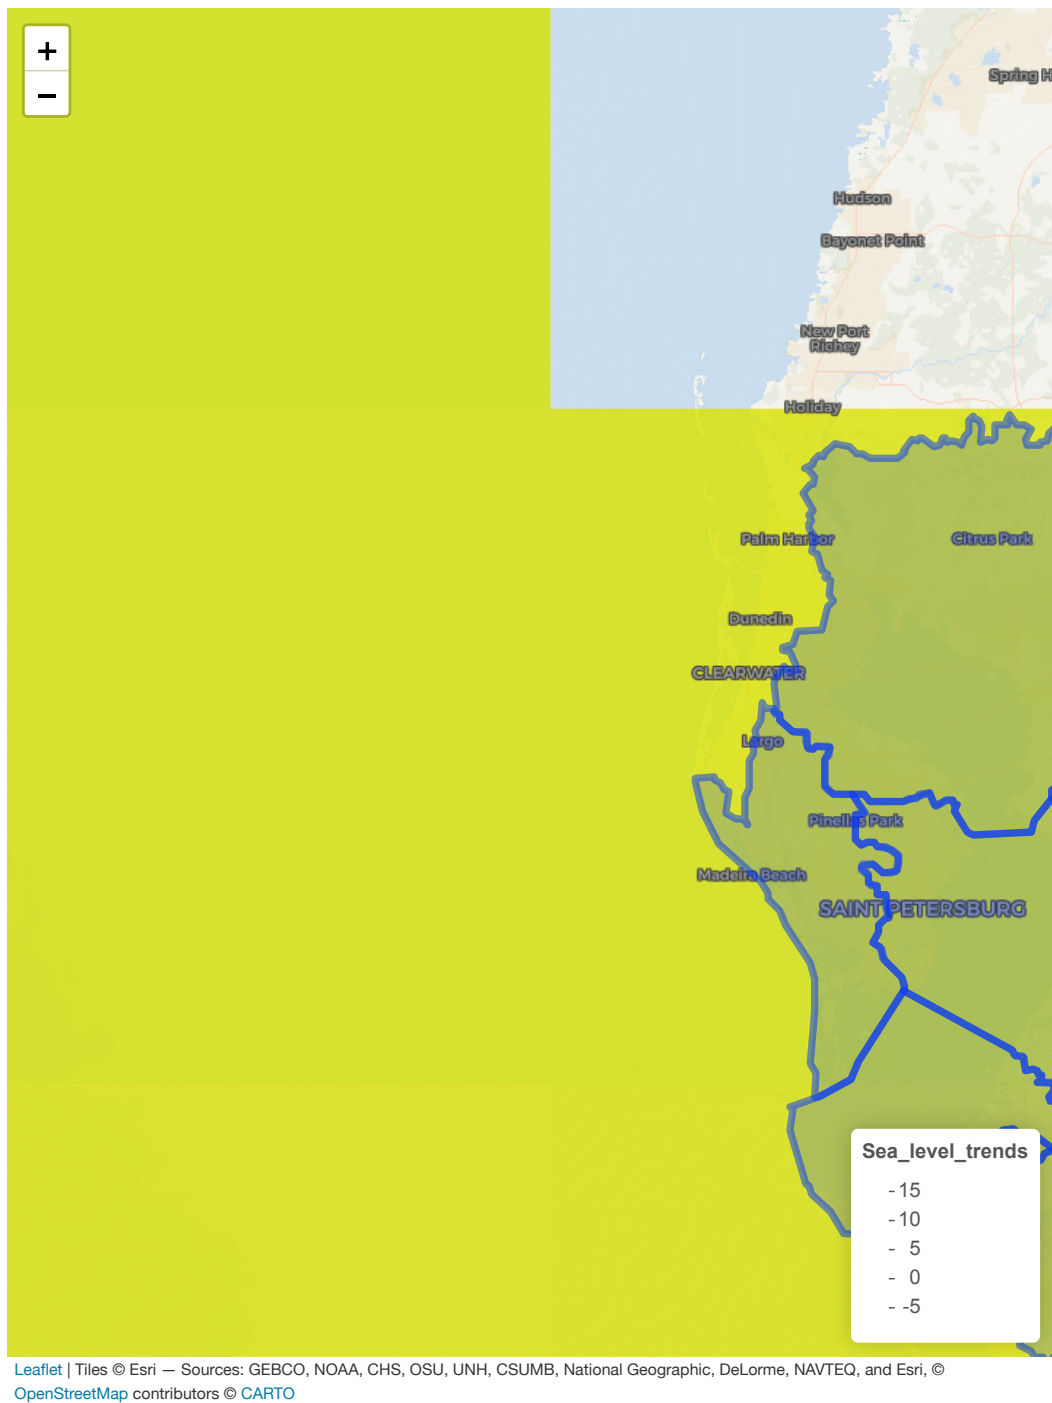 +
−
Spring H
Hudson
Bayonet Point
New Port
Richey
Holiday
Palm Harbor
Citrus Park
Dunedin
CLEARWATER
Largo
Pinellas Park
Madeira Beach
SAINT PETERSBURG
Sea_level_trends
- 15
- 10
- 5
- 0
- -5
Leaflet | Tiles © Esri — Sources: GEBCO, NOAA, CHS, OSU, UNH, CSUMB, National Geographic, DeLorme, NAVTEQ, and Esri, ©
OpenStreetMap contributors © CARTO